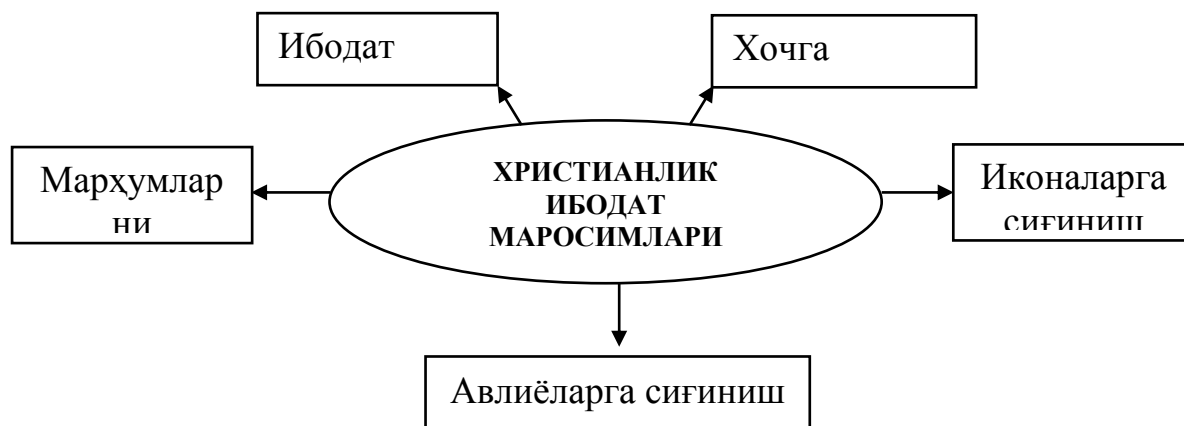 Ибодат
Хочга
Марҳумлар
ни
ХРИСТИАНЛИК
ИБОДАТ
МАРОСИМЛАРИ
Иконаларга
сиғиниш
Авлиёларга сиғиниш